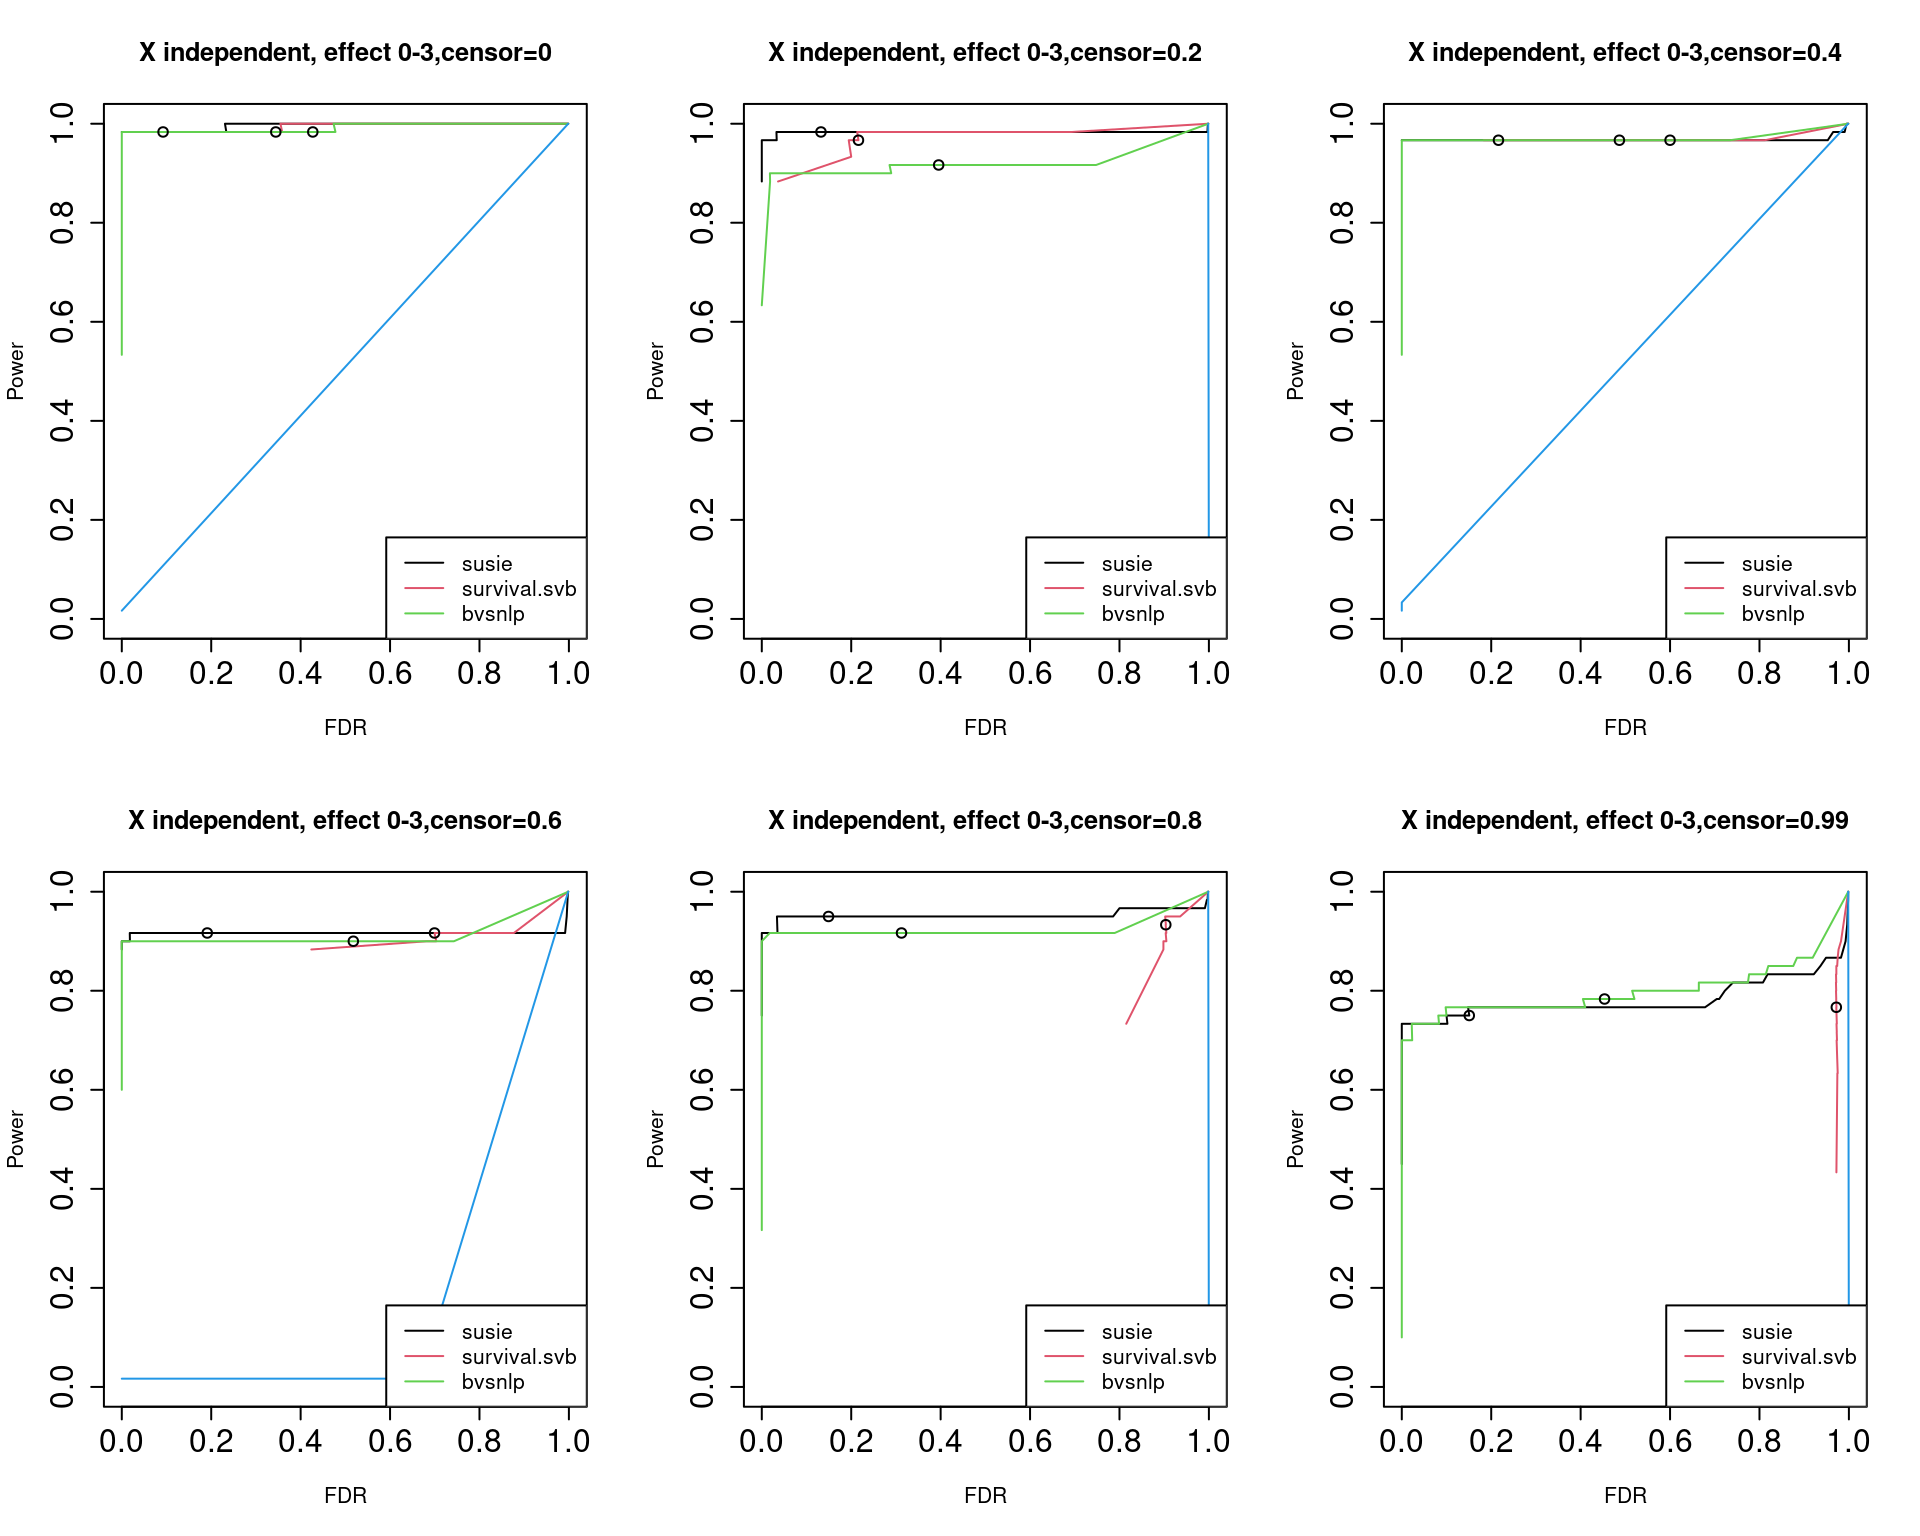 X independent, effect 0-3,censor=0
1.0
0.8
0.6
0.4
0.2
0.0
Power
susie
survival.svb
bvsnlp
0.0 0.2 0.4 0.6 0.8 1.0
FDR
X independent, effect 0-3,censor=0.2
1.0
0.8
0.6
0.4
0.2
0.0
Power
susie
survival.svb
bvsnlp
0.0 0.2 0.4 0.6 0.8 1.0
FDR
X independent, effect 0-3,censor=0.4
1.0
0.8
0.6
0.4
0.2
0.0
Power
susie
survival.svb
bvsnlp
0.0 0.2 0.4 0.6 0.8 1.0
FDR
X independent, effect 0-3,censor=0.6
1.0
0.8
0.6
0.4
0.2
0.0
Power
susie
survival.svb
bvsnlp
0.0 0.2 0.4 0.6 0.8 1.0
FDR
X independent, effect 0-3,censor=0.8
1.0
0.8
0.6
0.4
0.2
0.0
Power
susie
survival.svb
bvsnlp
0.0 0.2 0.4 0.6 0.8 1.0
FDR
X independent, effect 0-3,censor=0.99
1.0
0.8
0.6
0.4
0.2
0.0
Power
susie
survival.svb
bvsnlp
0.0 0.2 0.4 0.6 0.8 1.0
FDR